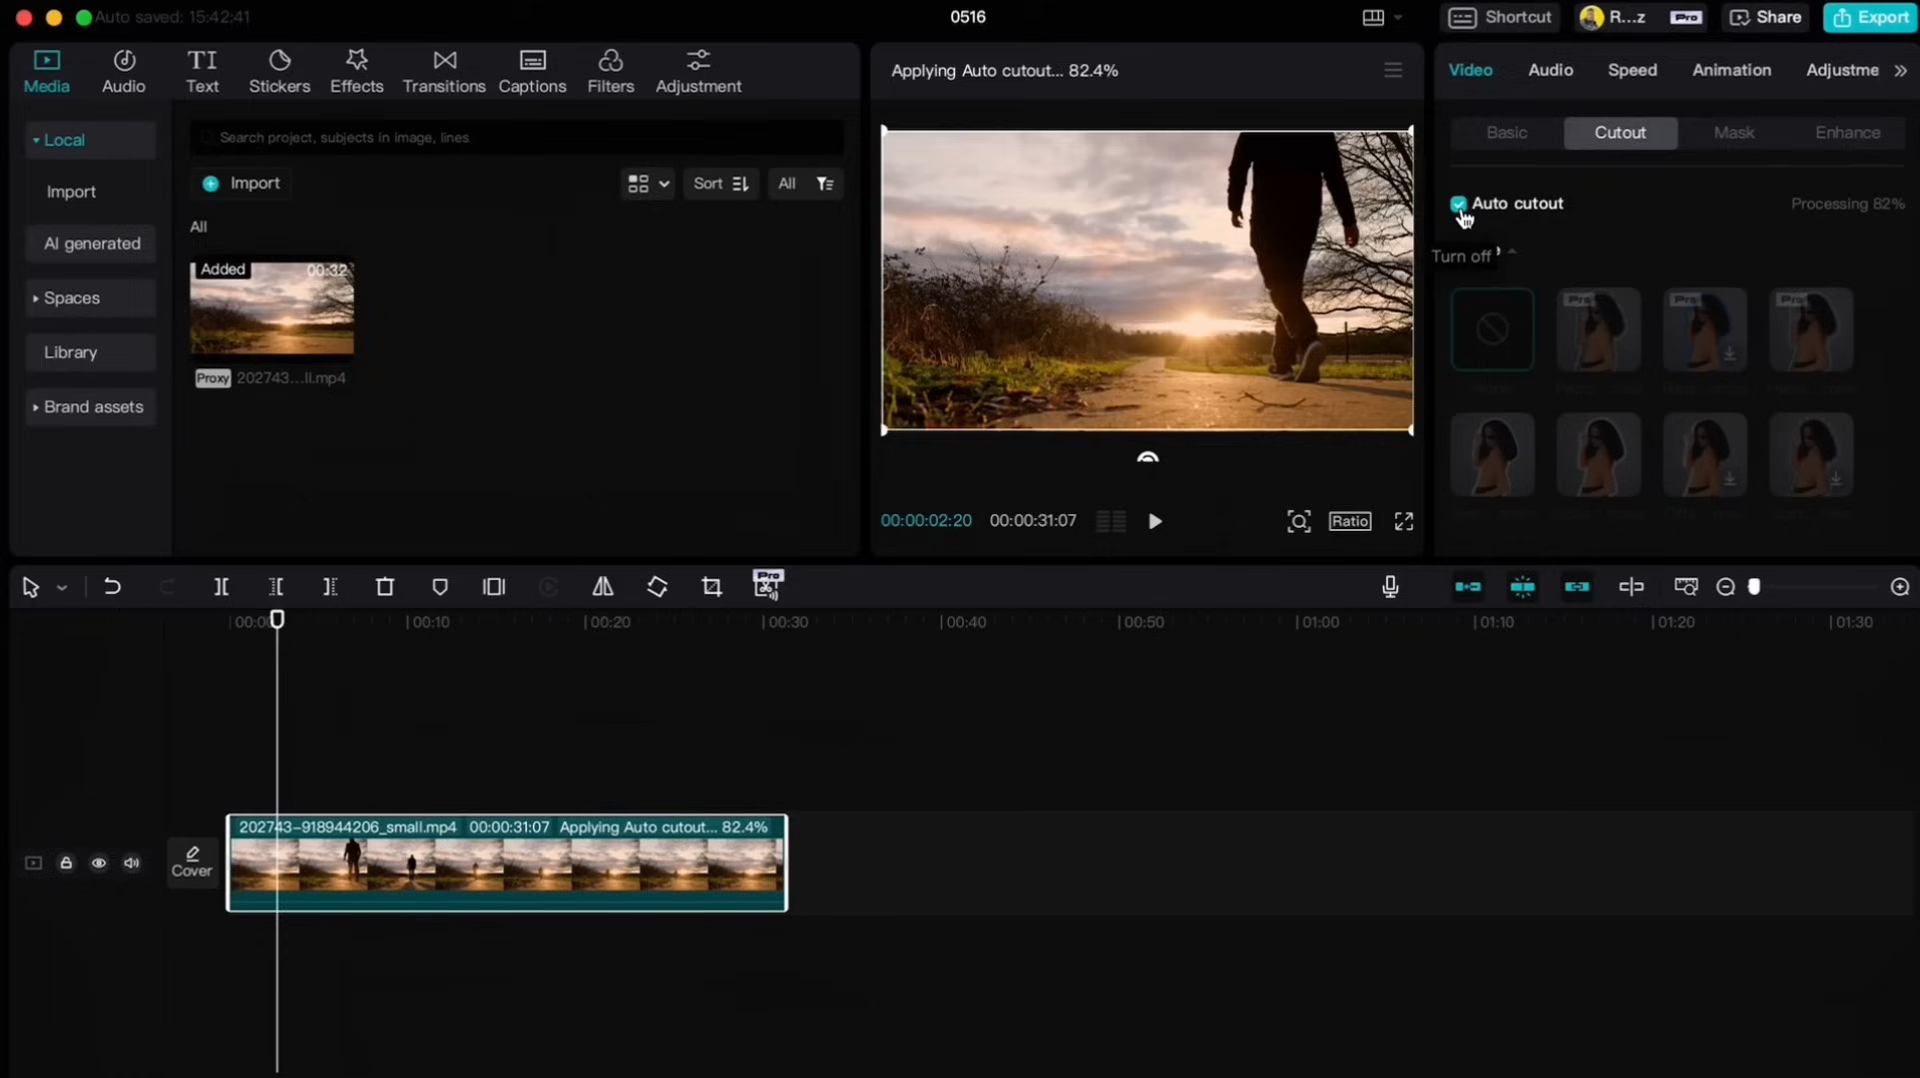 Auto saved: 15:42:41
0516
Shortcut
R...z
Pro
Share
Export
Media
Audio
TI
Text
Stickers
Effects
Transitions
Captions
Filters
Adjustment
Local
Import
AI generated
Spaces
Library
Brand assets
Search project, subjects in image, lines
Import
Sort
All
All
Added
00:32
Proxy
202743...ll.mp4
Applying Auto cutout... 82.4%
00:00:02:20
00:00:31:07
Ratio
Video
Audio
Speed
Animation
Adjustme
Basic
Cutout
Mask
Enhance
Auto cutout
Processing 82%
Turn off
Pro
Pro
Pro
Pro
00:10
00:20
00:30
00:40
00:50
01:00
01:10
01:20
01:30
Cover
202743-918944206_small.mp4 00:00:31:07 Applying Auto cutout... 82.4%